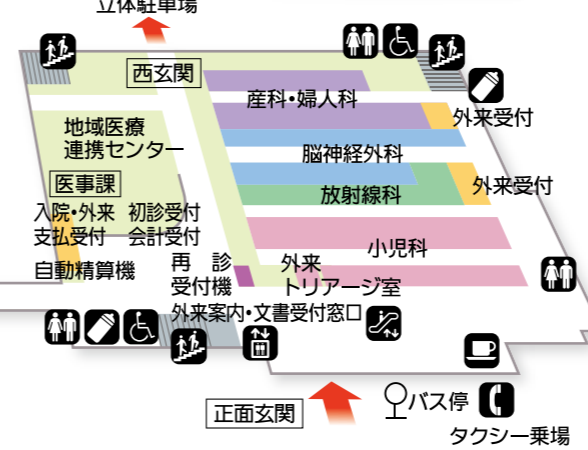 立体駐車場
西玄関
産科・婦人科
外来受付
地域医療
連携センター
脳神経外科
医事課
放射線科
外来受付
入院・外来 初診受付
支払受付 会計受付
小児科
自動精算機
再 診
受付機
外来
トリアージ室
外来案内・文書受付窓口
正面玄関
バス停
タクシー乗場